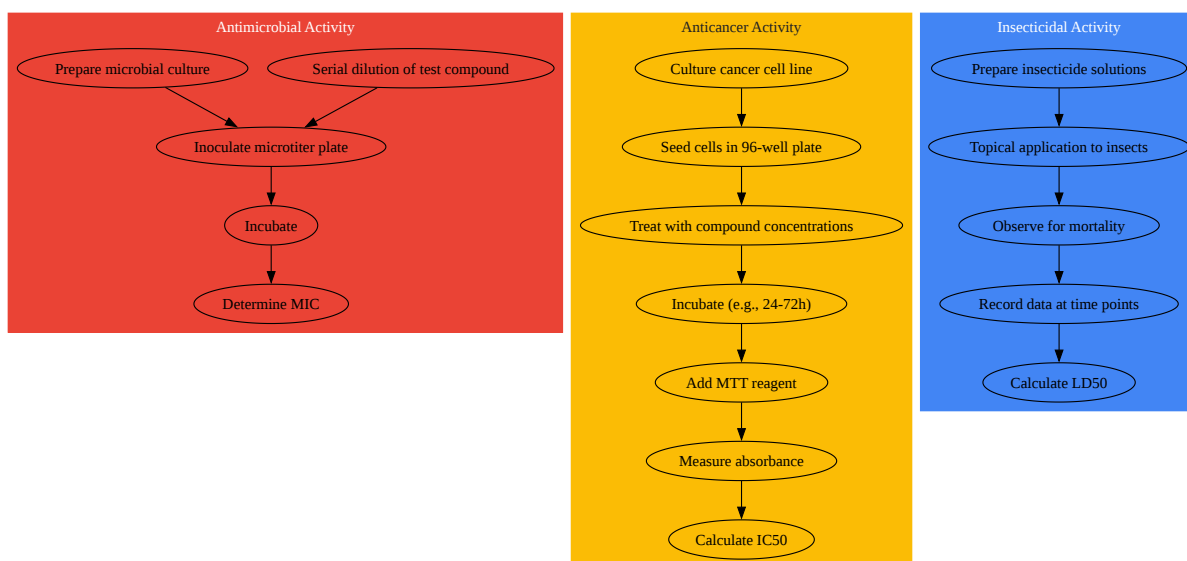 Antimicrobial Activity
Prepare microbial culture
Serial dilution of test compound
Inoculate microtiter plate
Incubate
Determine MIC
Anticancer Activity
Culture cancer cell line
Seed cells in 96-well plate
Treat with compound concentrations
Incubate (e.g., 24-72h)
Add MTT reagent
Measure absorbance
Calculate IC50
Insecticidal Activity
Prepare insecticide solutions
Topical application to insects
Observe for mortality
Record data at time points
Calculate LD50